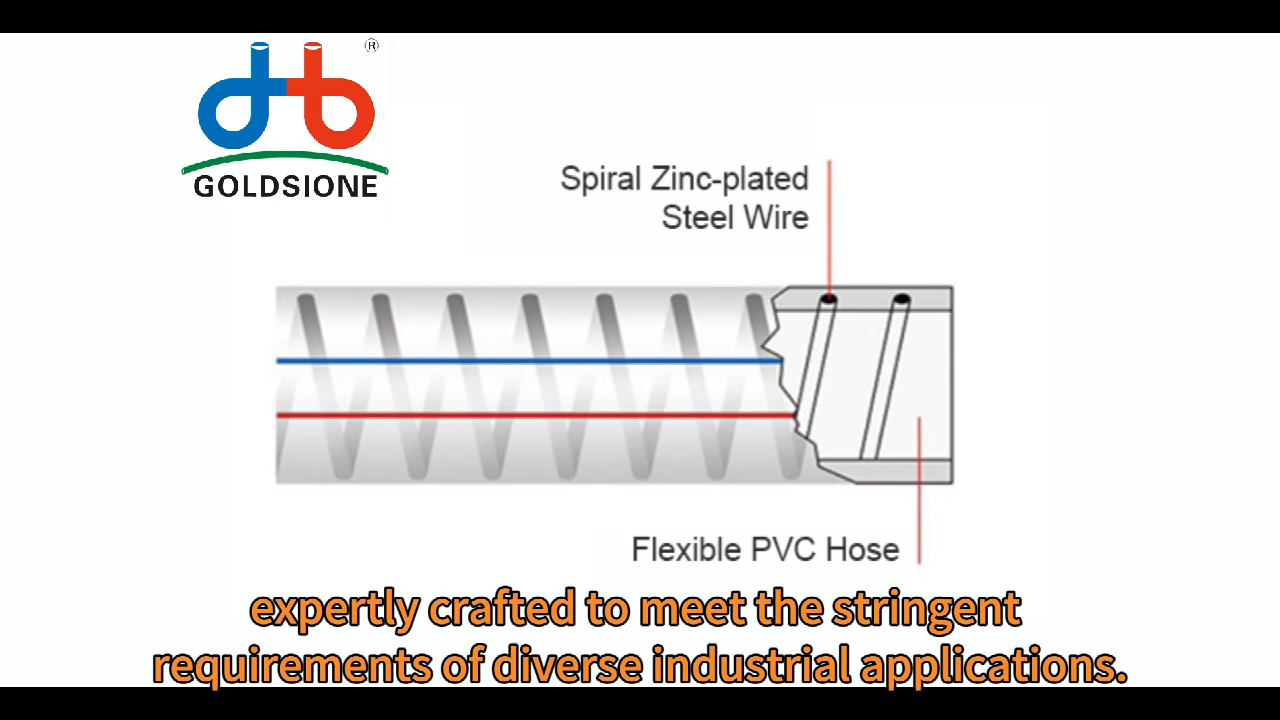 ®
GOLDSIONE
Spiral Zinc-plated
Steel Wire
Flexible PVC Hose
expertly crafted to meet the stringent
requirements of diverse industrial applications.